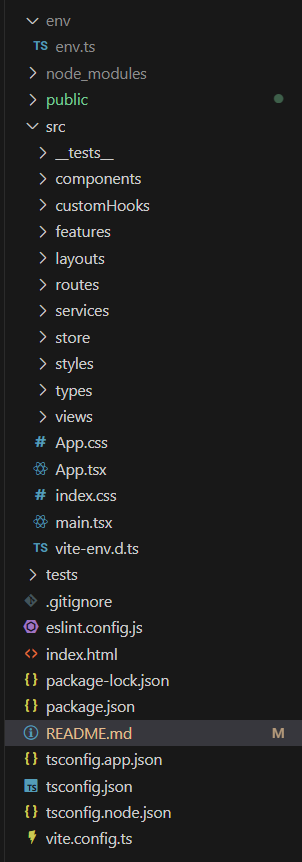 env
TS env.ts
node_modules
public
src
__tests__
components
customHooks
features
layouts
routes
services
store
styles
types
views
# App.css
App.tsx
# index.css
main.tsx
TS vite-env.d.ts
tests
.gitignore
eslint.config.js
<> index.html
{} package-lock.json
{} package.json
README.md M
{} tsconfig.app.json
TS tsconfig.json
{} tsconfig.node.json
vite.config.ts